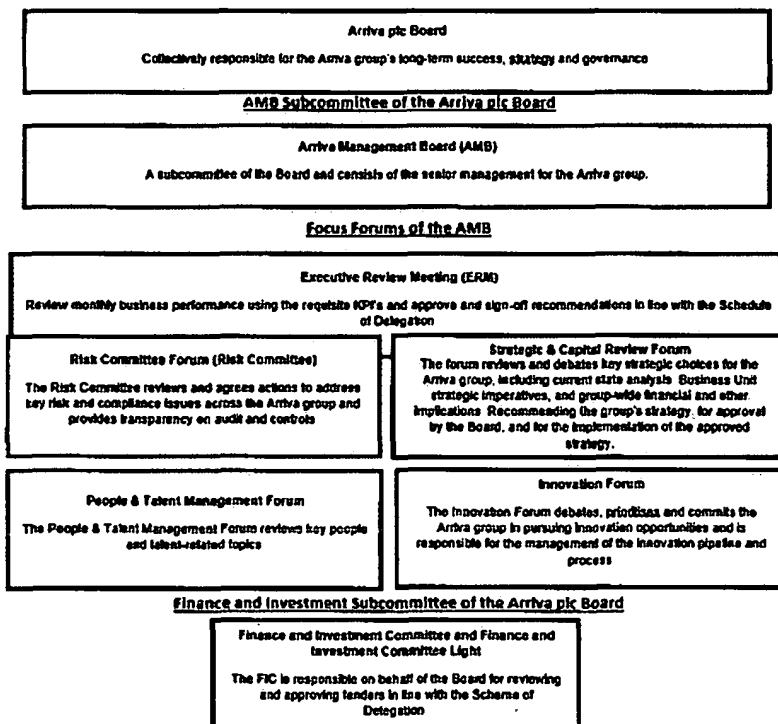 Arriva plc Board
Collectively responsible for the Arriva group's long-term success, strategy and governance
AMB Subcommittee of the Arriva plc Board
Arriva Management Board (AMB)
A subcommittee of the Board and consists of the senior management for the Arriva group.
Focus Forums of the AMB
Executive Review Meeting (ERM)
Review monthly business performance using the requisite KPI's and approve and sign-off recommendations in line with the Schedule
of Delegation
Risk Committee Forum (Risk Committee)
The Risk Committee reviews and agrees actions to address
key risk and compliance issues across the Arriva group and
provides transparency on audit and controls
Strategic & Capital Review Forum
The forum reviews and debates key strategic choices for the
Arriva group, including current state analysis Business Unit
strategic imperatives, and group-wide financial and other
implications Recommending the group's strategy, for approval
by the Board, and for the implementation of the approved
strategy.
People & Talent Management Forum
The People & Talent Management Forum reviews key people
and talent-related topics
Innovation Forum
The Innovation Forum debates, prioritises and commits the
Arriva group in pursuing innovation opportunities and is
responsible for the management of the innovation pipeline and
process
Finance and Investment Subcommittee of the Arriva plc Board
Finance and Investment Committee and Finance and
Investment Committee Light
The FIC is responsible on behalf of the Board for reviewing
and approving tenders in line with the Scheme of
Delegation